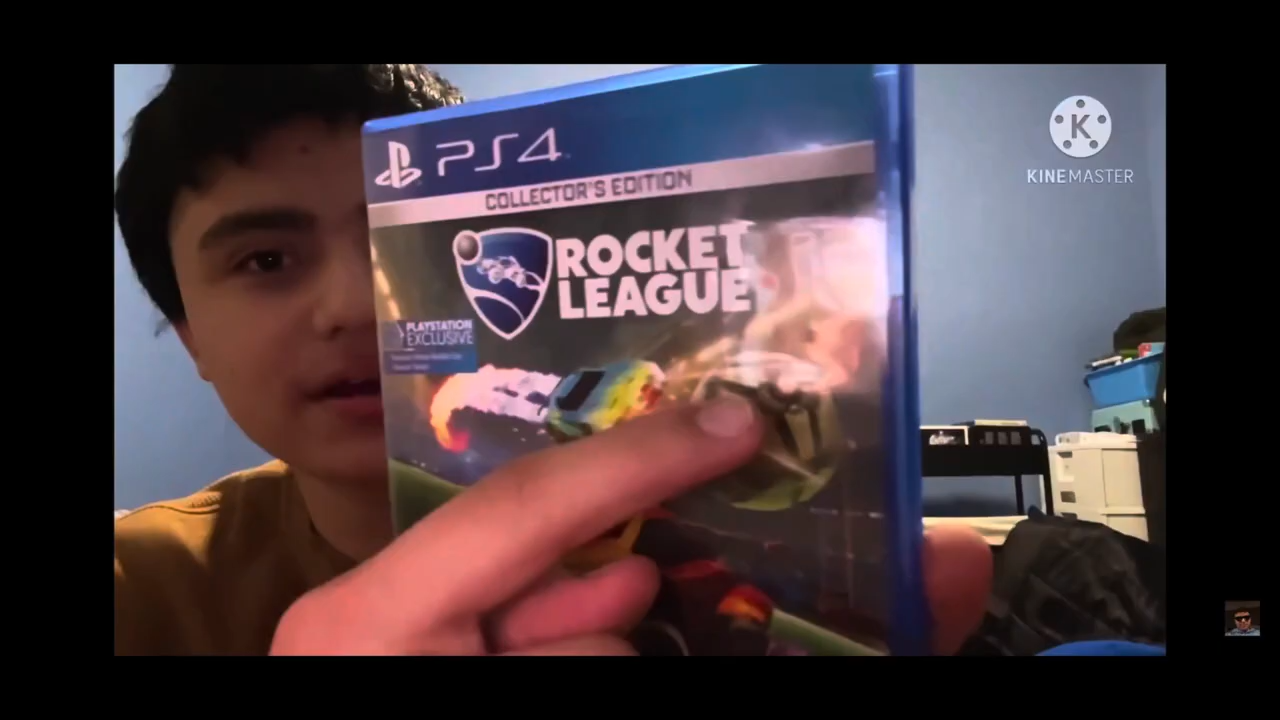 PS4
COLLECTOR'S EDITION
ROCKET
LEAGUE
PLAYSTATION
EXCLUSIVE
K
KINEMASTER